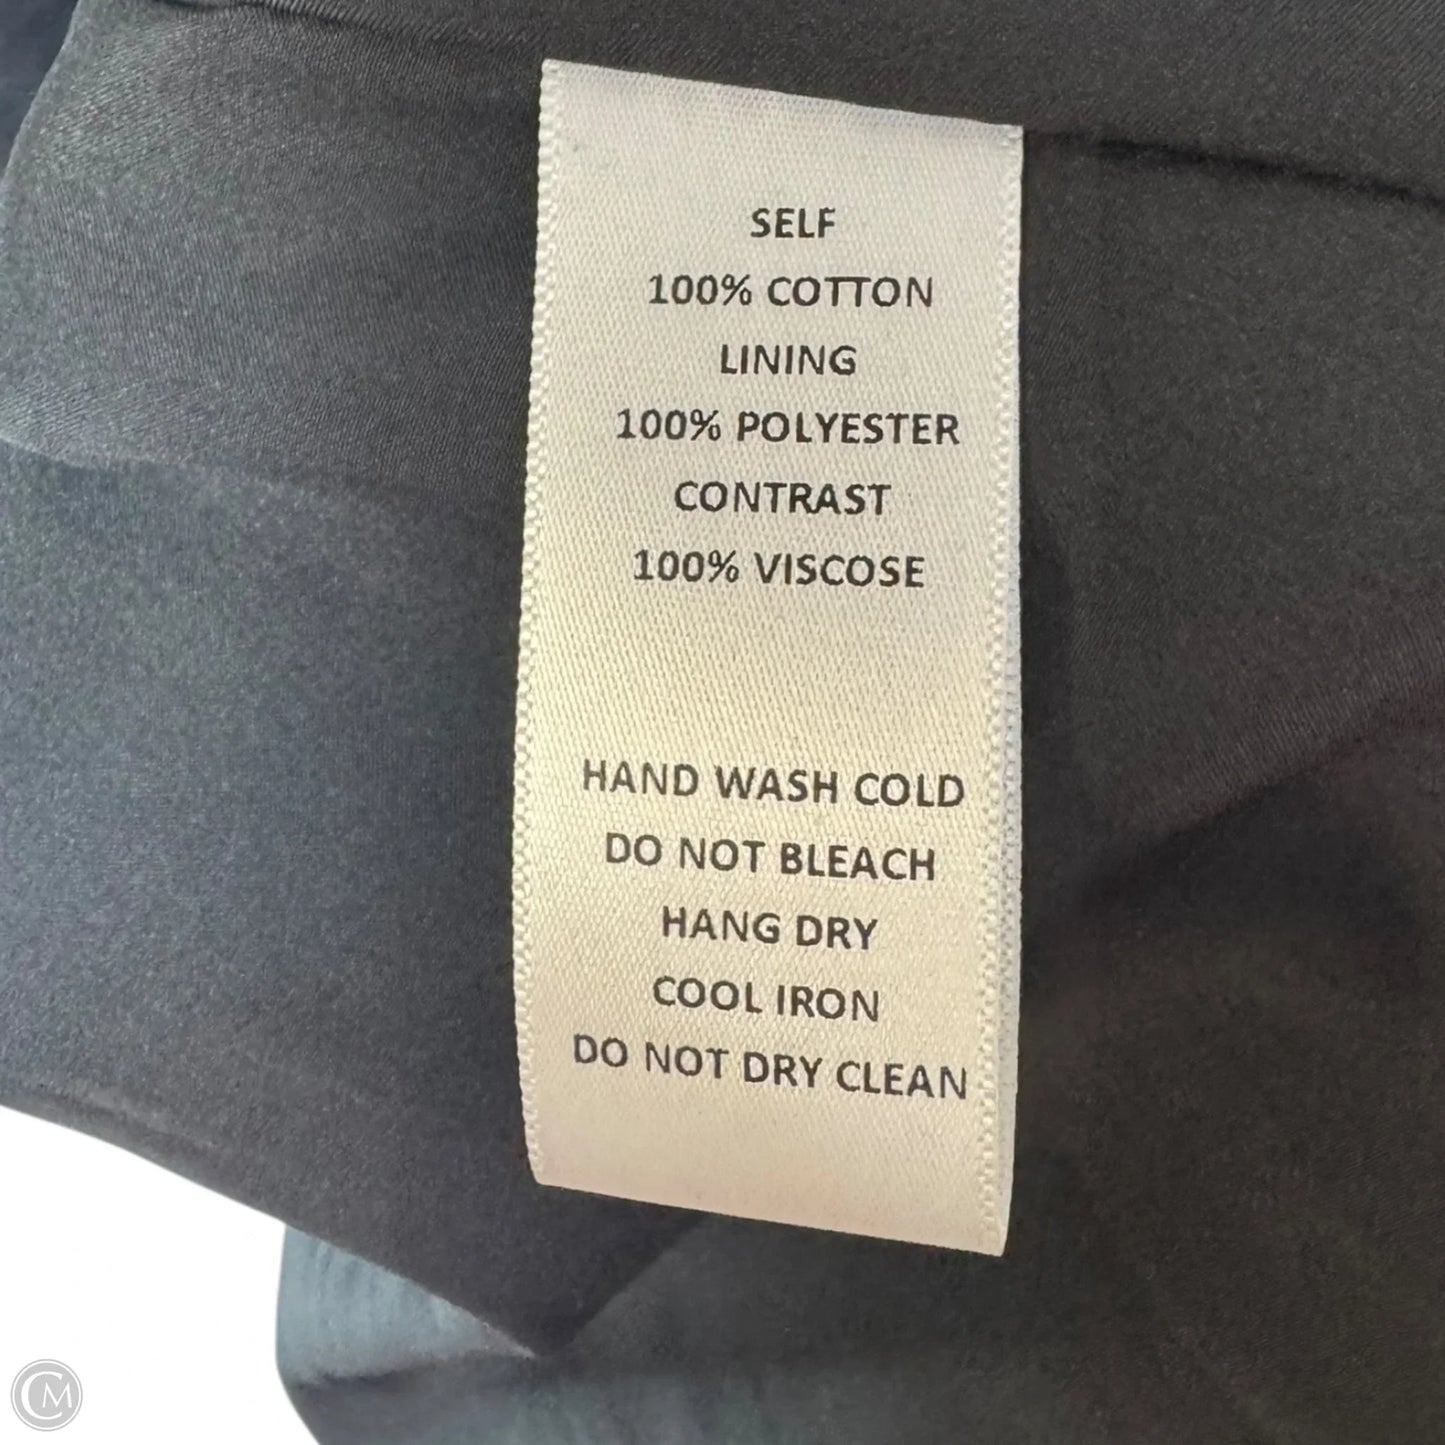 SELF
100% COTTON
LINING
100% POLYESTER
CONTRAST
100% VISCOSE
HAND WASH COLD
DO NOT BLEACH
HANG DRY
COOL IRON
DO NOT DRY CLEAN
CM